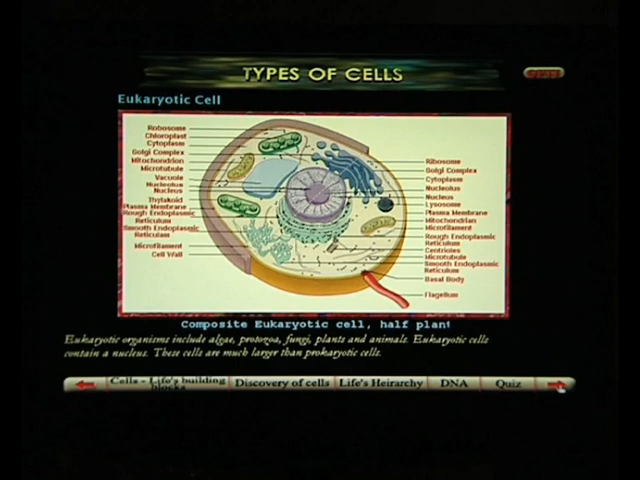 TYPES OF CELLS
Eukaryotic Cell
Robosome
Chloroplast
Cytoplasm
Golgi Complex
Mitochondrion
Microtubule
Vacuole
Nucleolus
Nucleus
Thylakoid
Plasma Membrane
Rough Endoplasmic
Reticulum
Smooth Endoplasmic
Reticulum
Microfilament
Cell Wall
Ribosome
Golgi Complex
Cytoplasm
Nucleolus
Nucleus
Lysosome
Plasma Membrane
Mitochondrion
Microfilament
Rough Endoplasmic
Reticulum
Centrioles
Microtubule
Smooth Endoplasmic
Reticulum
Basal Body
Flagellum
Composite Eukaryotic cell, half plant
Eukaryotic organisms include algae, protozoa, fungi, plants and animals. Eukaryotic cells
contain a nucleus. These cells are much larger than prokaryotic cells.
Cells - Life's building
blocks
Discovery of cells
Life's Heirarchy
DNA
Quiz